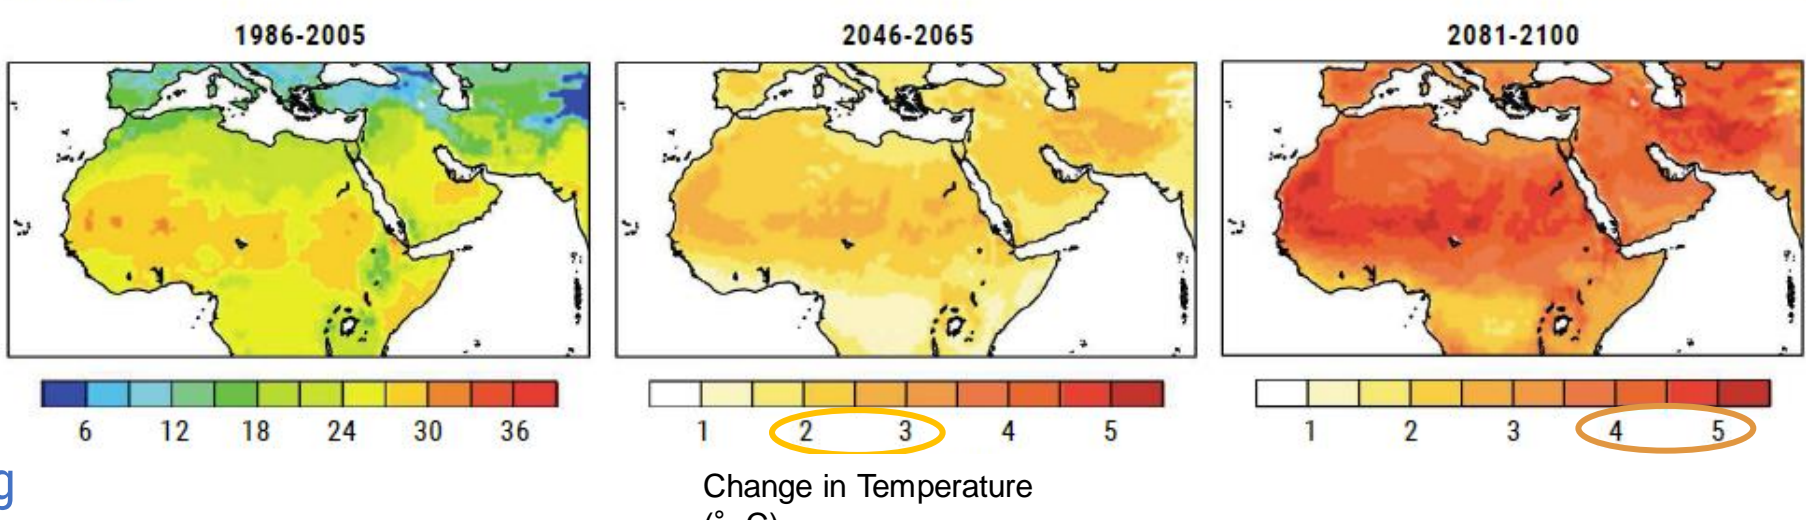 1986-2005 2046-2065 2081-2100
6 12 18 24 30 36 1 2 3 4 5 1 2 3 4 5
g
Change in Temperature
(° C)